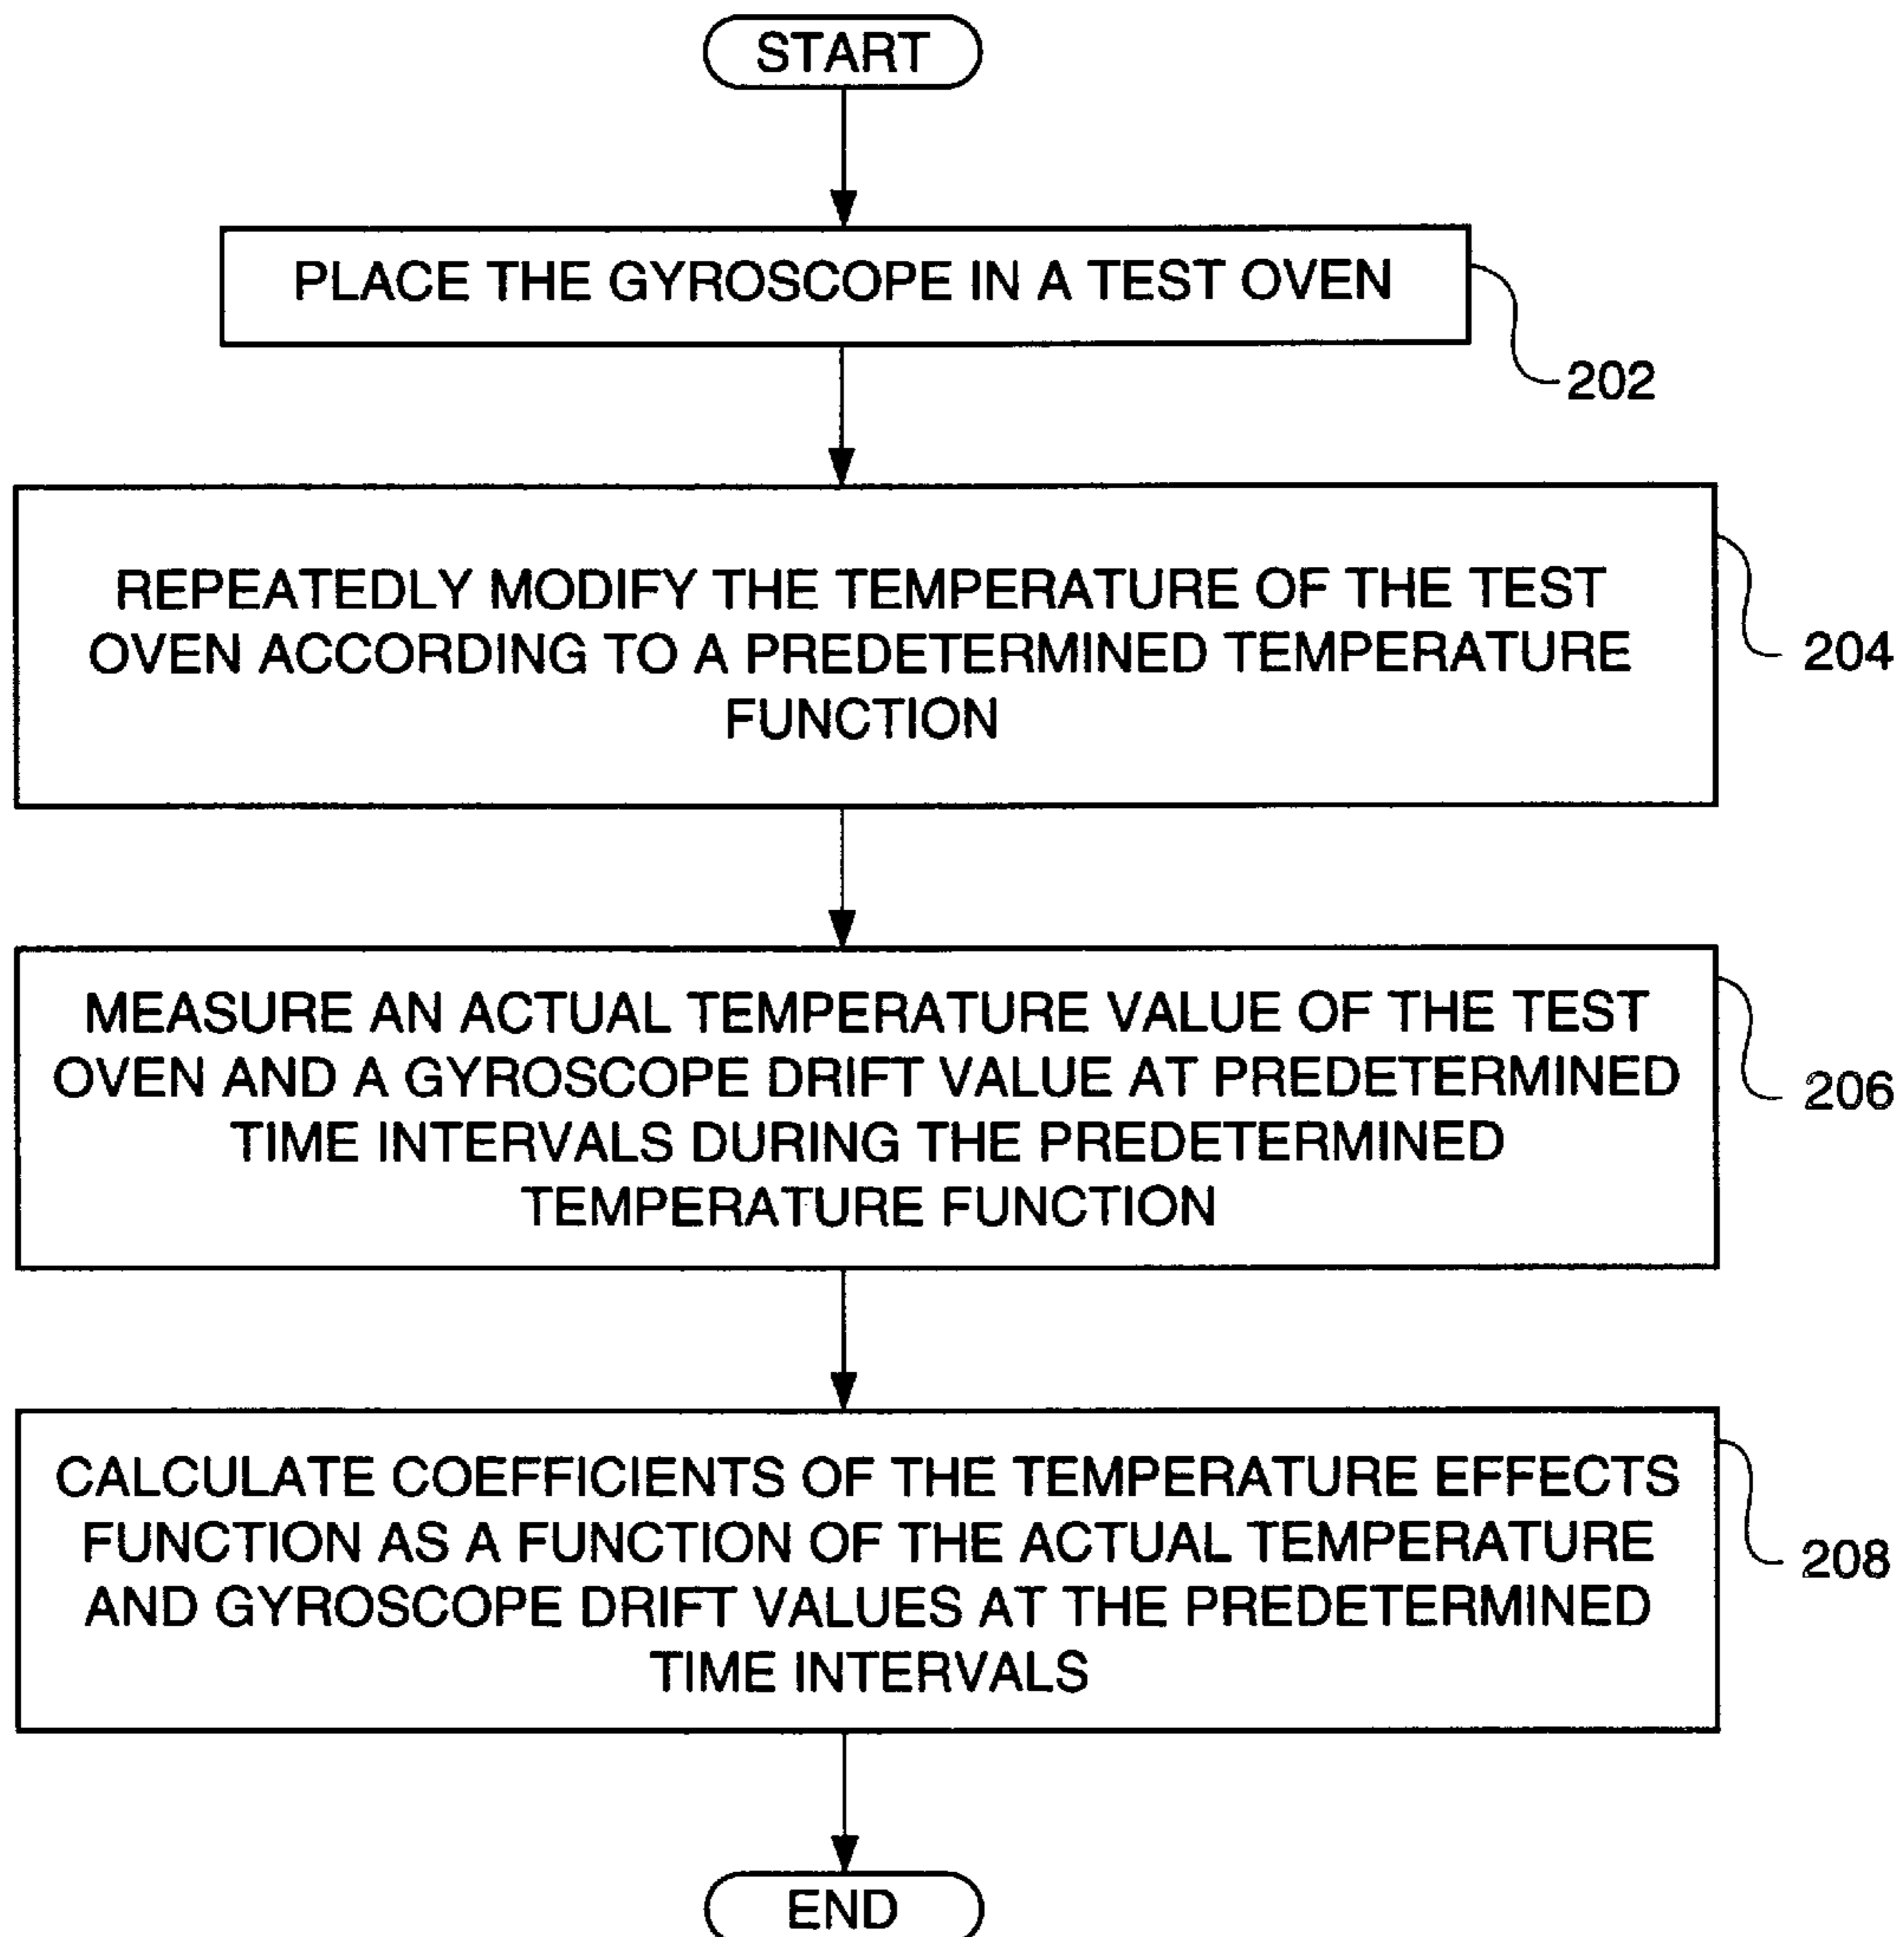 START
PLACE THE GYROSCOPE IN A TEST OVEN
202
REPEATEDLY MODIFY THE TEMPERATURE OF THE TEST
OVEN ACCORDING TO A PREDETERMINED TEMPERATURE
FUNCTION
204
MEASURE AN ACTUAL TEMPERATURE VALUE OF THE TEST
OVEN AND A GYROSCOPE DRIFT VALUE AT PREDETERMINED
TIME INTERVALS DURING THE PREDETERMINED
TEMPERATURE FUNCTION
206
CALCULATE COEFFICIENTS OF THE TEMPERATURE EFFECTS
FUNCTION AS A FUNCTION OF THE ACTUAL TEMPERATURE
AND GYROSCOPE DRIFT VALUES AT THE PREDETERMINED
TIME INTERVALS
208
END